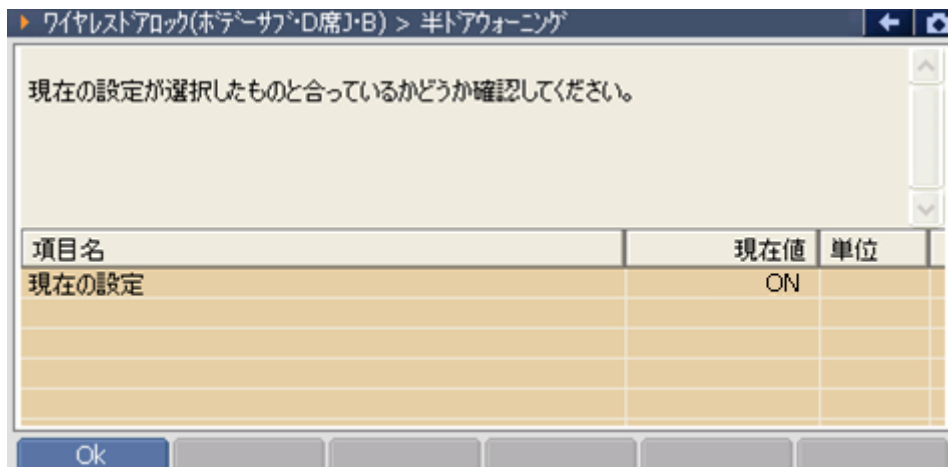 ワイヤレスドアロック(ボデーサブ・D席J・B) > 半ドアウォーニング
現在の設定が選択したものと合っているかどうか確認してください。
項目名 現在値 単位
現在の設定 ON
Ok